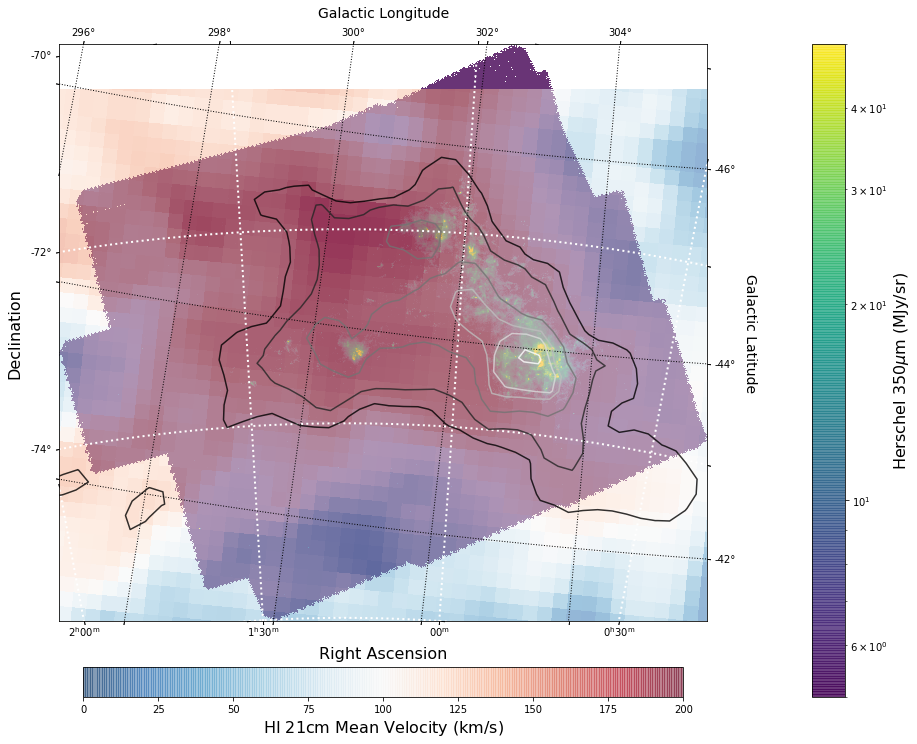 Galactic Longitude
296° 298° 300° 302° 304°
-70°
-72°
-74°
Declination
-46°
-44°
-42°
Galactic Latitude
2ʰ00ᵐ 1ʰ30ᵐ 00ᵐ 0ʰ30ᵐ
Right Ascension
0 25 50 75 100 125 150 175 200
HI 21cm Mean Velocity (km/s)
4 × 10¹
3 × 10¹
2 × 10¹
10¹
6 × 10⁰
Herschel 350μm (MJy/sr)